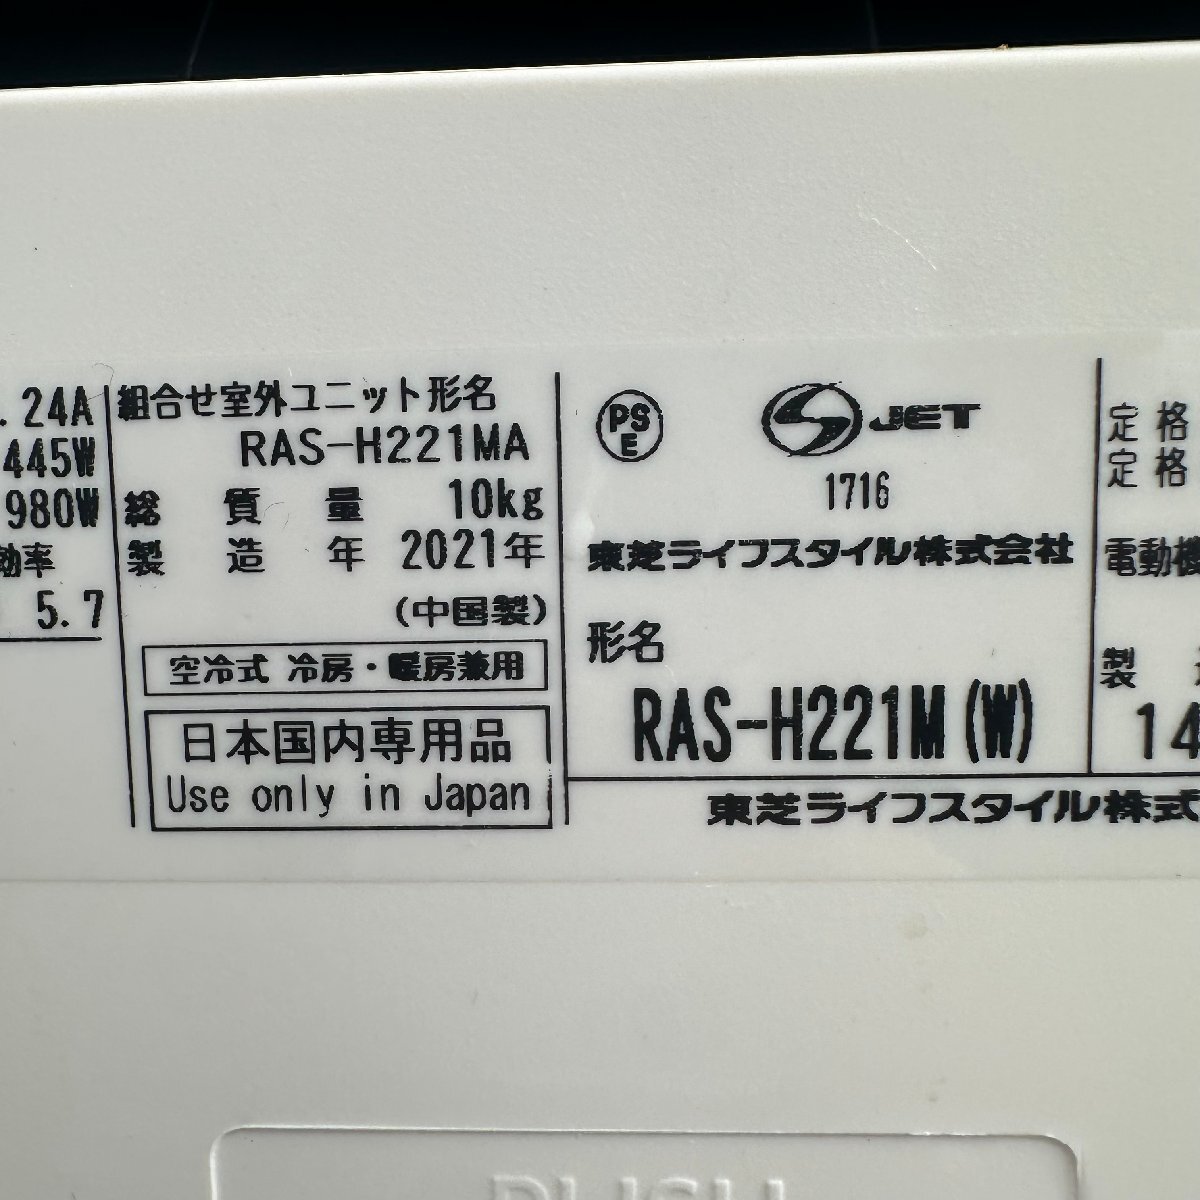 .24A
445W
980W
効率
5.7
組合せ室外ユニット形名
RAS-H221MA
総質量 10kg
製造年 2021年
(中国製)
空冷式 冷房・暖房兼用
日本国内専用品
Use only in Japan
PS
E
S JET
1716
東芝ライフスタイル株式会社
形名
RAS-H221M(W)
東芝ライフスタイル株式
定格
定格
電動機
製
14
PUSH